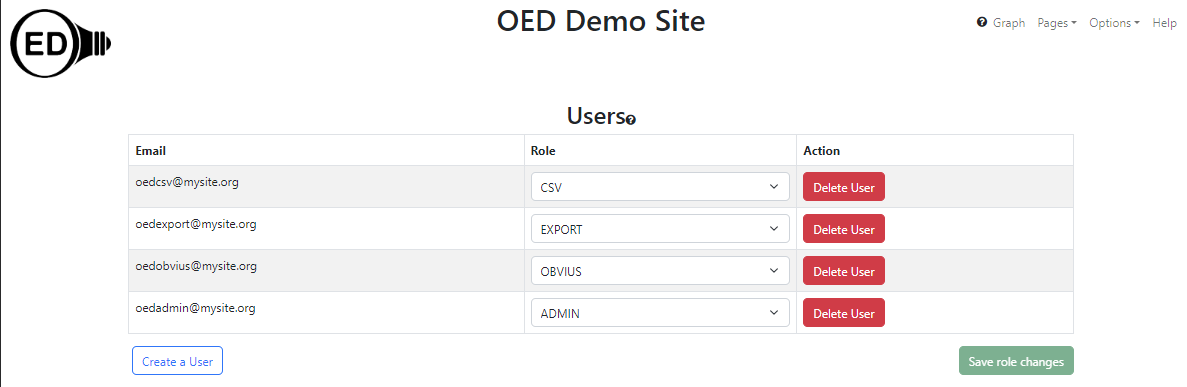 ED
OED Demo Site
? Graph Pages Options Help
Users?
Email Role Action
oedcsv@mysite.org CSV Delete User
oedexport@mysite.org EXPORT Delete User
oedobvius@mysite.org OBVIUS Delete User
oedadmin@mysite.org ADMIN Delete User
Create a User Save role changes